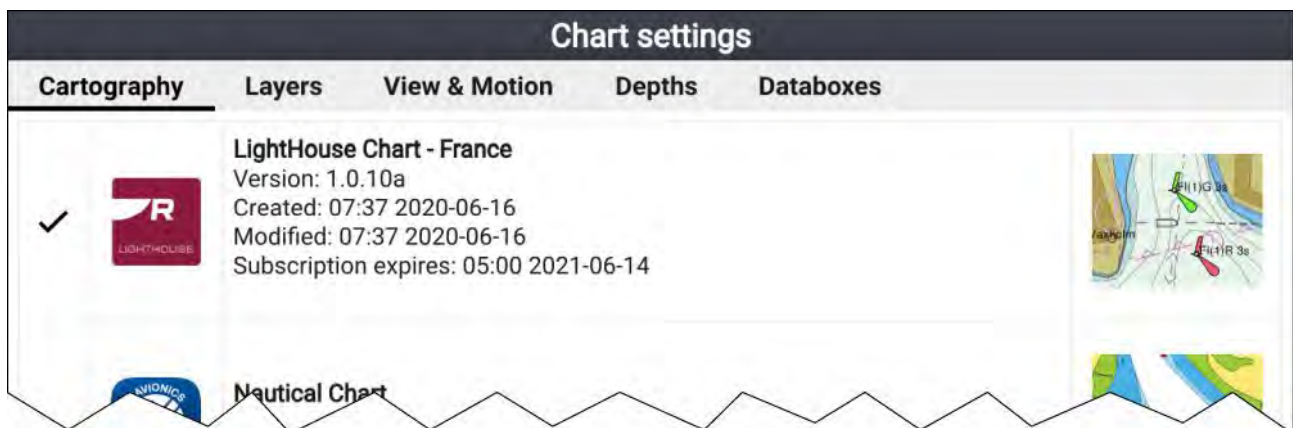 Chart settings
Cartography Layers View & Motion Depths Databoxes
LightHouse Chart - France
Version: 1.0.10a
Created: 07:37 2020-06-16
Modified: 07:37 2020-06-16
Subscription expires: 05:00 2021-06-14
R
LIGHTHOUSE
Fl(1)G 3s
Fl(1)R 3s
Nautical Chart